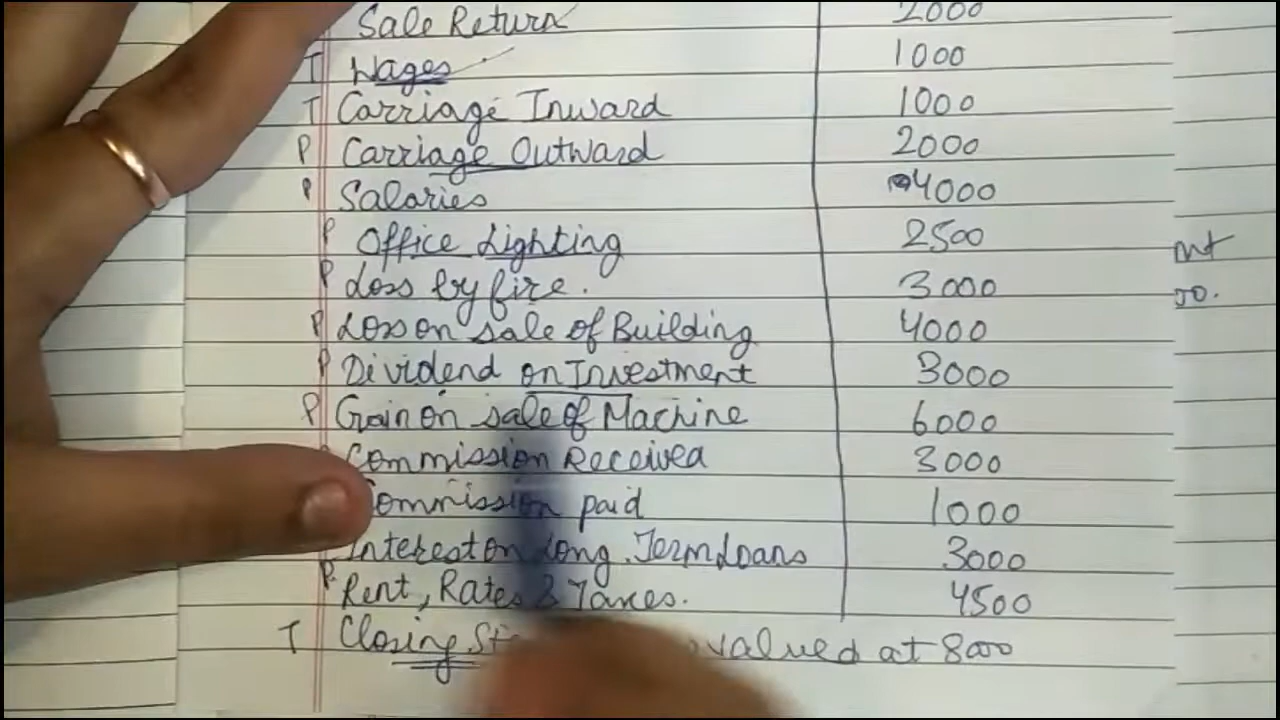 Sale Return 2000
T Wages 1000
T Carriage Inward 1000
P Carriage Outward 2000
P Salaries 4000
P Office Lighting 2500
P Loss by fire. 3000
P Loss on sale of Building 4000
P Dividend on Investment 3000
P Gain on sale of Machine 6000
Commission Received 3000
Commission paid 1000
Interest on Long Term Loans 3000
P Rent, Rates & Taxes. 4500
T Closing valued at 8000